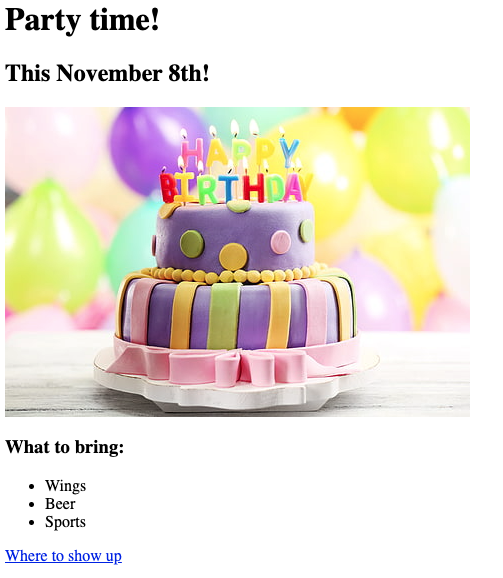 Party time!
This November 8th!
HAPPY
BIRTHDAY
What to bring:
Wings
Beer
Sports
Where to show up